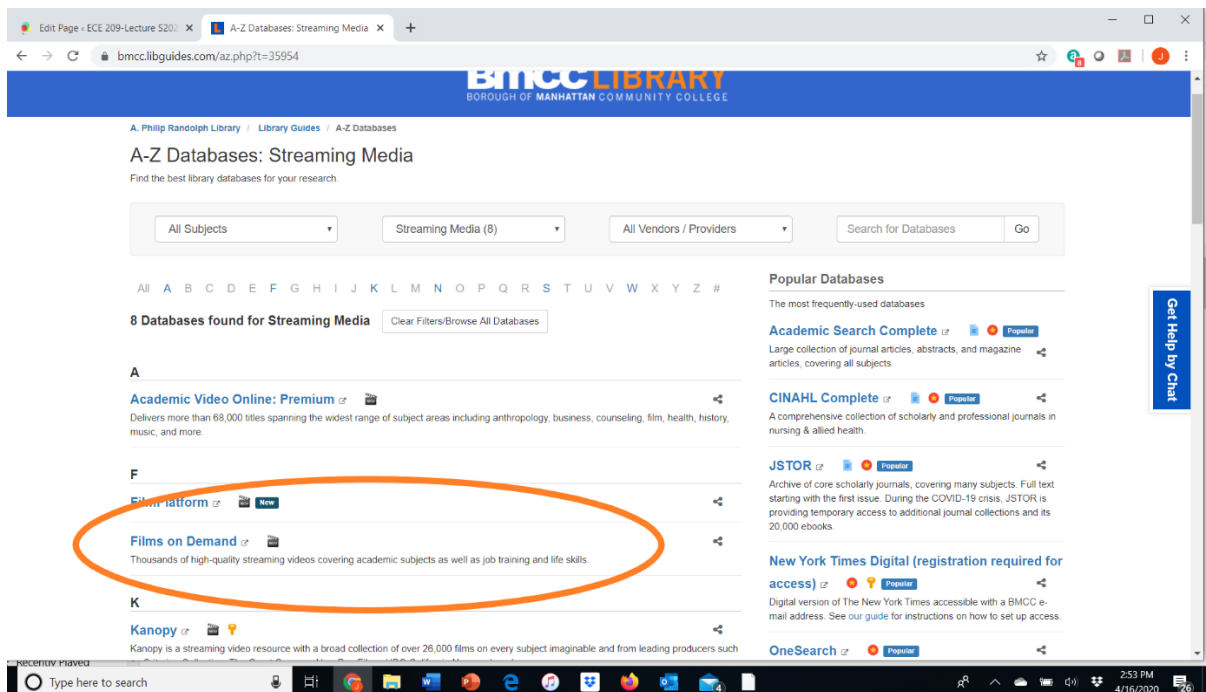 Edit Page ‹ ECE 209-Lecture S202
A-Z Databases: Streaming Media
bmcc.libguides.com/az.php?t=35954
BMCC LIBRARY
BOROUGH OF MANHATTAN COMMUNITY COLLEGE
A. Philip Randolph Library / Library Guides / A-Z Databases
A-Z Databases: Streaming Media
Find the best library databases for your research.
All Subjects
Streaming Media (8)
All Vendors / Providers
Search for Databases
Go
All A B C D E F G H I J K L M N O P Q R S T U V W X Y Z #
8 Databases found for Streaming Media
Clear Filters/Browse All Databases
A
Academic Video Online: Premium
Delivers more than 68,000 titles spanning the widest range of subject areas including anthropology, business, counseling, film, health, history,
music, and more.
F
Film Platform New
Films on Demand
Thousands of high-quality streaming videos covering academic subjects as well as job training and life skills.
K
Kanopy
Kanopy is a streaming video resource with a broad collection of over 26,000 films on every subject imaginable and from leading producers such
Popular Databases
The most frequently-used databases
Academic Search Complete Popular
Large collection of journal articles, abstracts, and magazine
articles, covering all subjects.
CINAHL Complete Popular
A comprehensive collection of scholarly and professional journals in
nursing & allied health.
JSTOR Popular
Archive of core scholarly journals, covering many subjects. Full text
starting with the first issue. During the COVID-19 crisis, JSTOR is
providing temporary access to additional journal collections and its
20,000 ebooks.
New York Times Digital (registration required for
access) Popular
Digital version of The New York Times accessible with a BMCC e-
mail address. See our guide for instructions on how to set up access.
OneSearch Popular
Get Help by Chat
Recently Played
Type here to search
2:53 PM
4/16/2020